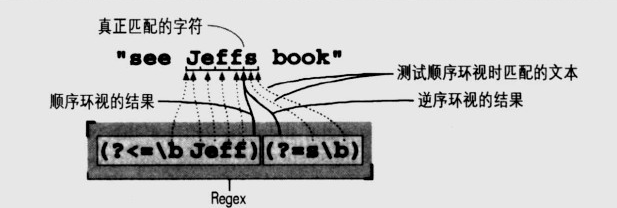 真正匹配的字符
"see Jeffs book"
测试顺序环视时匹配的文本
顺序环视的结果
逆序环视的结果
(?<=\b Jeff)(?=s\b)
Regex